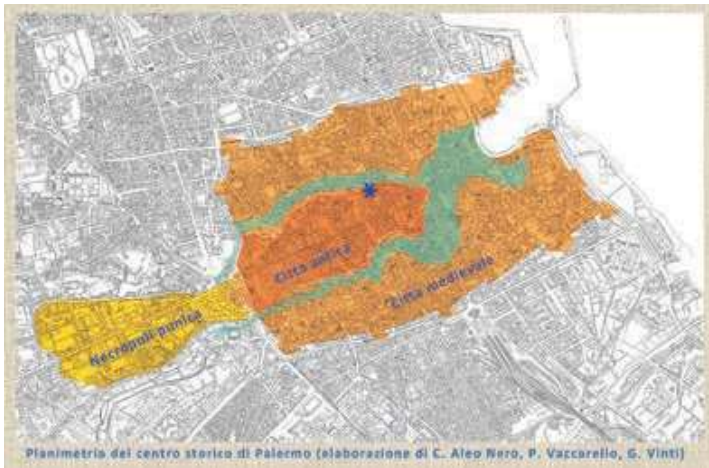 Città antica
Città medievale
Necropoli punica
Planimetria del centro storico di Palermo (elaborazione di C. Aleo Nero, P. Vaccarello, G. Vinti)